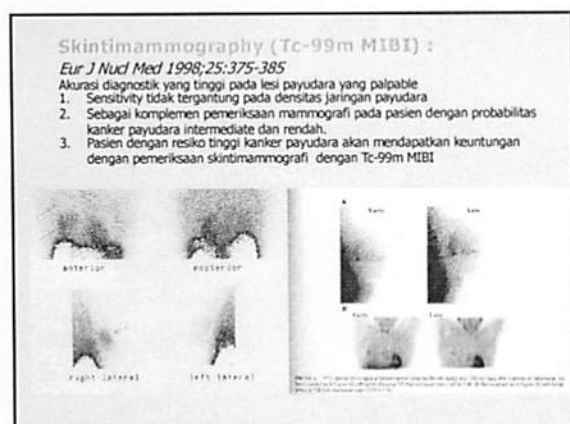 Skintimammography (Tc-99m MIBI) :
Eur J Nucl Med 1998;25:375-385
Akurasi diagnostik yang tinggi pada lesi payudara yang palpable
1. Sensitivity tidak tergantung pada densitas jaringan payudara
2. Sebagai komplemen pemeriksaan mammografi pada pasien dengan probabilitas
kanker payudara intermediate dan rendah.
3. Pasien dengan resiko tinggi kanker payudara akan mendapatkan keuntungan
dengan pemeriksaan skintimammografi dengan Tc-99m MIBI
anterior
posterior
right lateral
left lateral
A
Early
Late
B
Early
Late